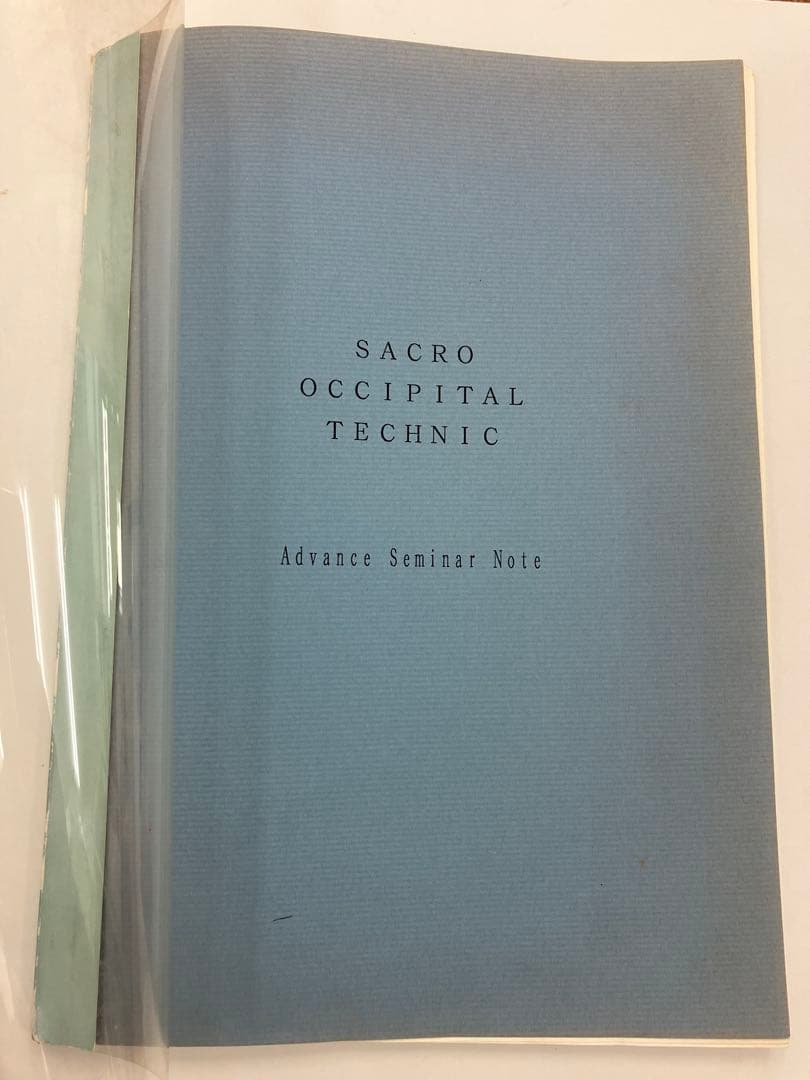 SACRO
OCCIPITAL
TECHNIC
Advance Seminar Note